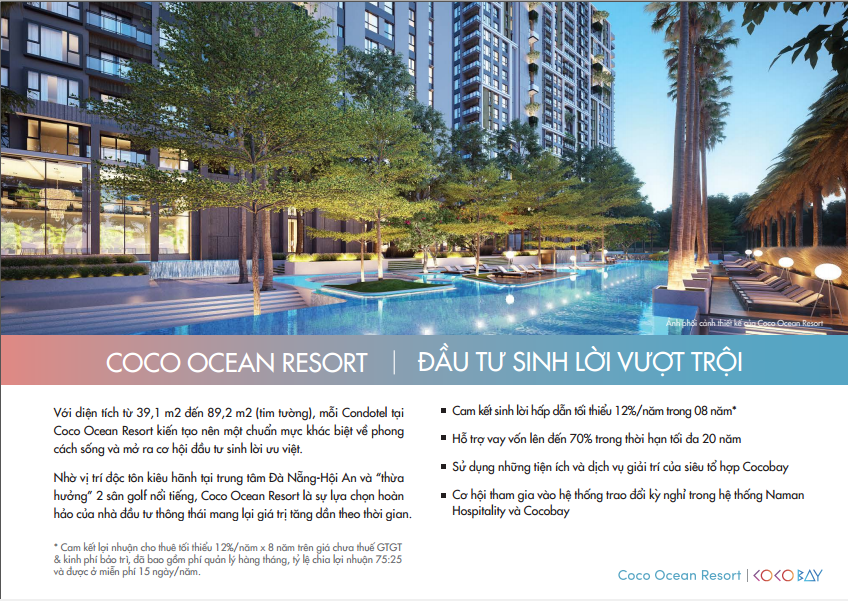 Ảnh phối cảnh thiết kế của Coco Ocean Resort
COCO OCEAN RESORT | ĐẦU TƯ SINH LỜI VƯỢT TRỘI
Với diện tích từ 39,1 m2 đến 89,2 m2 (tim tường), mỗi Condotel tại
Coco Ocean Resort kiến tạo nên một chuẩn mực khác biệt về phong
cách sống và mở ra cơ hội đầu tư sinh lời ưu việt.
Nhờ vị trí độc tôn kiêu hãnh tại trung tâm Đà Nẵng-Hội An và “thừa
hưởng” 2 sân golf nổi tiếng, Coco Ocean Resort là sự lựa chọn hoàn
hảo của nhà đầu tư thông thái mang lại giá trị tăng dần theo thời gian.
* Cam kết lợi nhuận cho thuê tối thiểu 12%/năm x 8 năm trên giá chưa thuế GTGT
& kinh phí bảo trì, đã bao gồm phí quản lý hàng tháng, tỷ lệ chia lợi nhuận 75:25
và được ở miễn phí 15 ngày/năm.
▪ Cam kết sinh lời hấp dẫn tối thiểu 12%/năm trong 08 năm*
▪ Hỗ trợ vay vốn lên đến 70% trong thời hạn tối đa 20 năm
▪ Sử dụng những tiện ích và dịch vụ giải trí của siêu tổ hợp Cocobay
▪ Cơ hội tham gia vào hệ thống trao đổi kỳ nghỉ trong hệ thống Naman
Hospitality và Cocobay
Coco Ocean Resort | COCO BAY